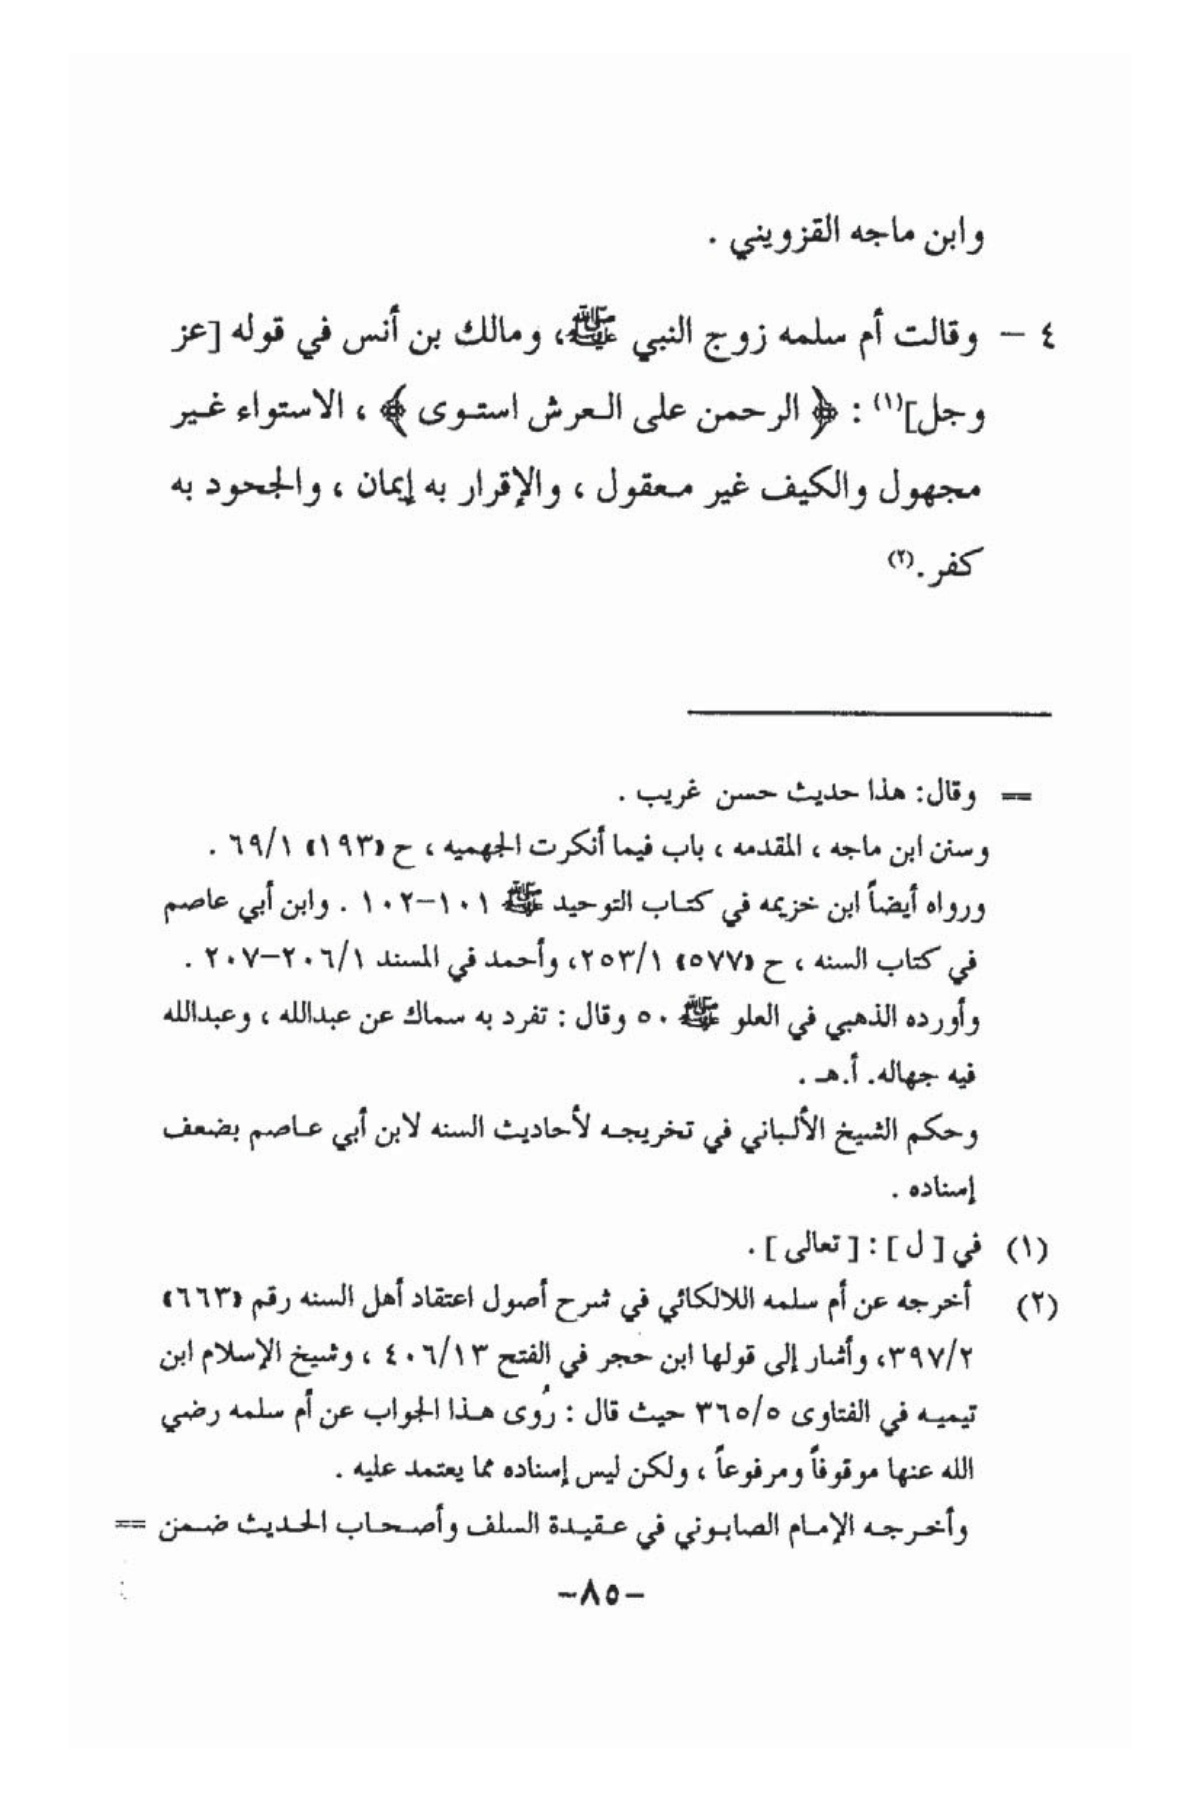 وابن ماجه القزويني .
٤ - وقالت أم سلمه زوج النبي ﷺ، ومالك بن أنس في قوله [عز
وجل](١) : ﴿ الرحمن على العرش استوى ﴾ ، الاستواء غير
مجهول والكيف غير معقول ، والإقرار به إيمان ، والجحود به
كفر.(٢)
== وقال: هذا حديث حسن غريب .
وسنن ابن ماجه ، المقدمه ، باب فيما أنكرت الجهميه ، ح «١٩٣» ٦٩/١ .
ورواه أيضاً ابن خزيمه في كتاب التوحيد ﷺ ١٠١-١٠٢ . وابن أبي عاصم
في كتاب السنه ، ح «٥٧٧» ٢٥٣/١، وأحمد في المسند ٢٠٦/١-٢٠٧ .
وأورده الذهبي في العلو ﷺ ٥٠ وقال : تفرد به سماك عن عبدالله ، وعبدالله
فيه جهاله. أ.هـ .
وحكم الشيخ الألباني في تخريجه لأحاديث السنه لابن أبي عاصم بضعف
إسناده .
(١) في [ ل ] : [ تعالى ] .
(٢) أخرجه عن أم سلمه اللالكائي في شرح أصول اعتقاد أهل السنه رقم «٦٦٣»
٣٩٧/٢، وأشار إلى قولها ابن حجر في الفتح ٤٠٦/١٣ ، وشيخ الإسلام ابن
تيميه في الفتاوى ٣٦٥/٥ حيث قال : رُوى هذا الجواب عن أم سلمه رضي
الله عنها موقوفاً ومرفوعاً ، ولكن ليس إسناده مما يعتمد عليه .
وأخرجه الإمام الصابوني في عقيدة السلف وأصحاب الحديث ضمن ==
-٨٥-